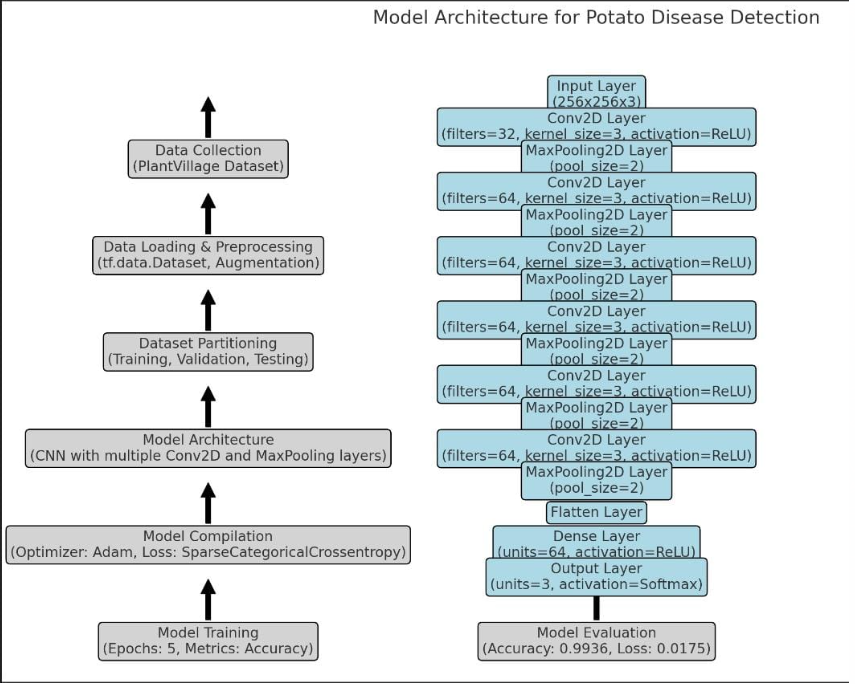 Model Architecture for Potato Disease Detection
Data Collection
(PlantVillage Dataset)
Data Loading & Preprocessing
(tf.data.Dataset, Augmentation)
Dataset Partitioning
(Training, Validation, Testing)
Model Architecture
(CNN with multiple Conv2D and MaxPooling layers)
Model Compilation
(Optimizer: Adam, Loss: SparseCategoricalCrossentropy)
Model Training
(Epochs: 5, Metrics: Accuracy)
Input Layer
(256x256x3)
Conv2D Layer
(filters=32, kernel_size=3, activation=ReLU)
MaxPooling2D Layer
(pool_size=2)
Conv2D Layer
(filters=64, kernel_size=3, activation=ReLU)
MaxPooling2D Layer
(pool_size=2)
Conv2D Layer
(filters=64, kernel_size=3, activation=ReLU)
MaxPooling2D Layer
(pool_size=2)
Conv2D Layer
(filters=64, kernel_size=3, activation=ReLU)
MaxPooling2D Layer
(pool_size=2)
Conv2D Layer
(filters=64, kernel_size=3, activation=ReLU)
MaxPooling2D Layer
(pool_size=2)
Conv2D Layer
(filters=64, kernel_size=3, activation=ReLU)
MaxPooling2D Layer
(pool_size=2)
Flatten Layer
Dense Layer
(units=64, activation=ReLU)
Output Layer
(units=3, activation=Softmax)
Model Evaluation
(Accuracy: 0.9936, Loss: 0.0175)